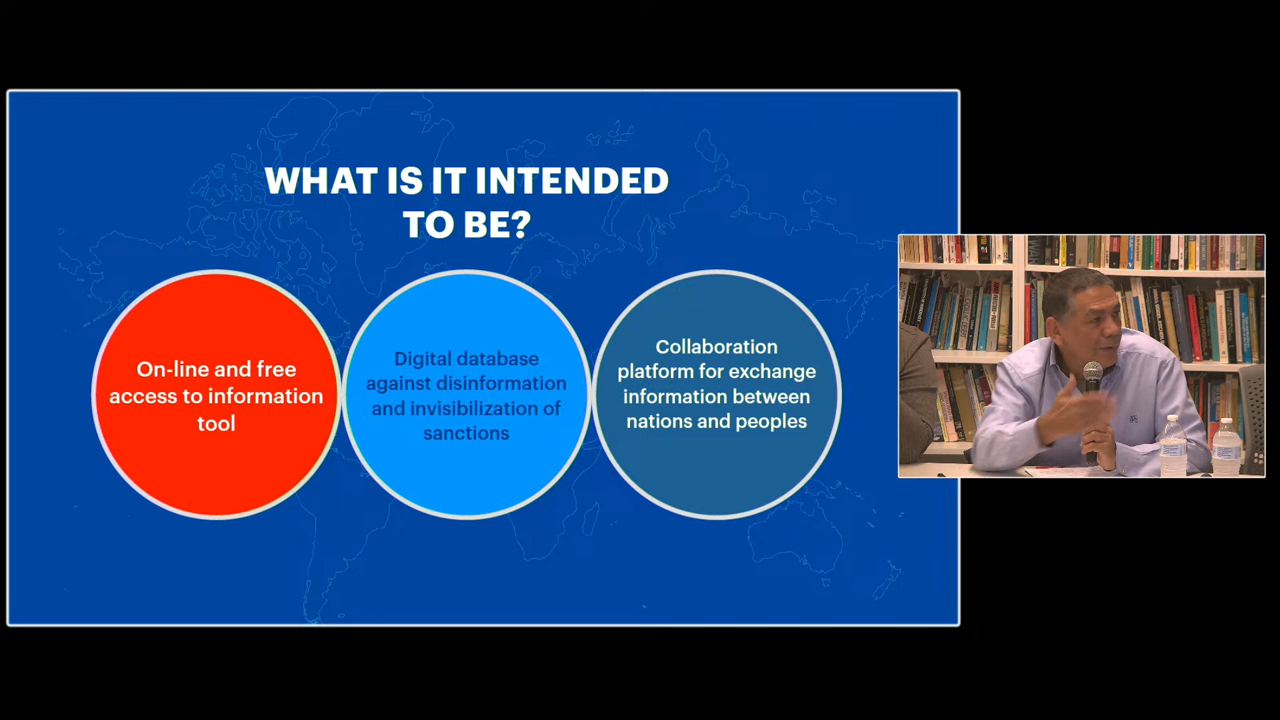 WHAT IS IT INTENDED
TO BE?
On-line and free
access to information
tool
Digital database
against disinformation
and invisibilization of
sanctions
Collaboration
platform for exchange
information between
nations and peoples